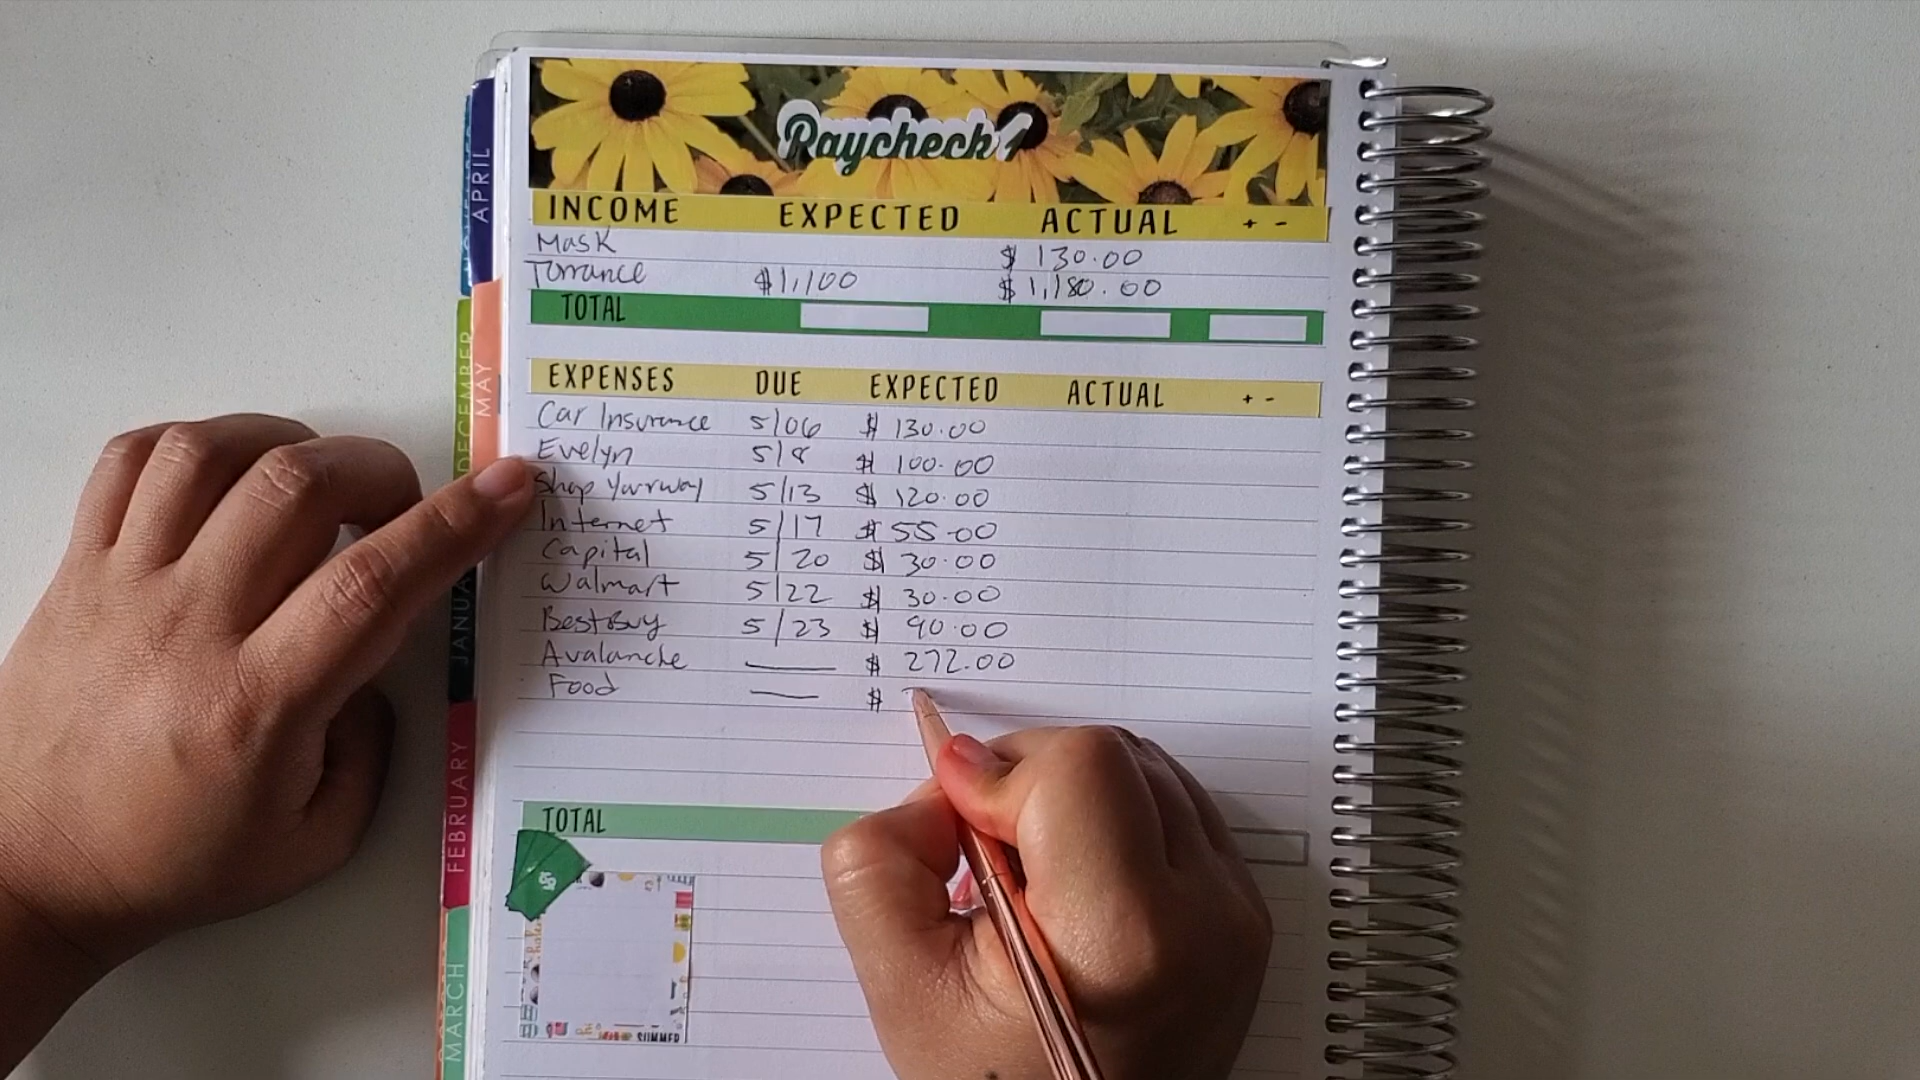 Paycheck 1
INCOME EXPECTED ACTUAL + -
Mask $ 130.00
Torrance $1,100 $ 1,180.00
TOTAL
EXPENSES DUE EXPECTED ACTUAL + -
Car Insurance 5/06 $ 130.00
Evelyn 5/8 $ 100.00
Shop Yourway 5/13 $ 120.00
Internet 5/17 $ 55.00
Capital 5/20 $ 30.00
Walmart 5/22 $ 30.00
BestBuy 5/23 $ 90.00
Avalanche — $ 272.00
Food — $
TOTAL
SUMMER
APRIL
MAY
DECEMBER
FEBRUARY
MARCH